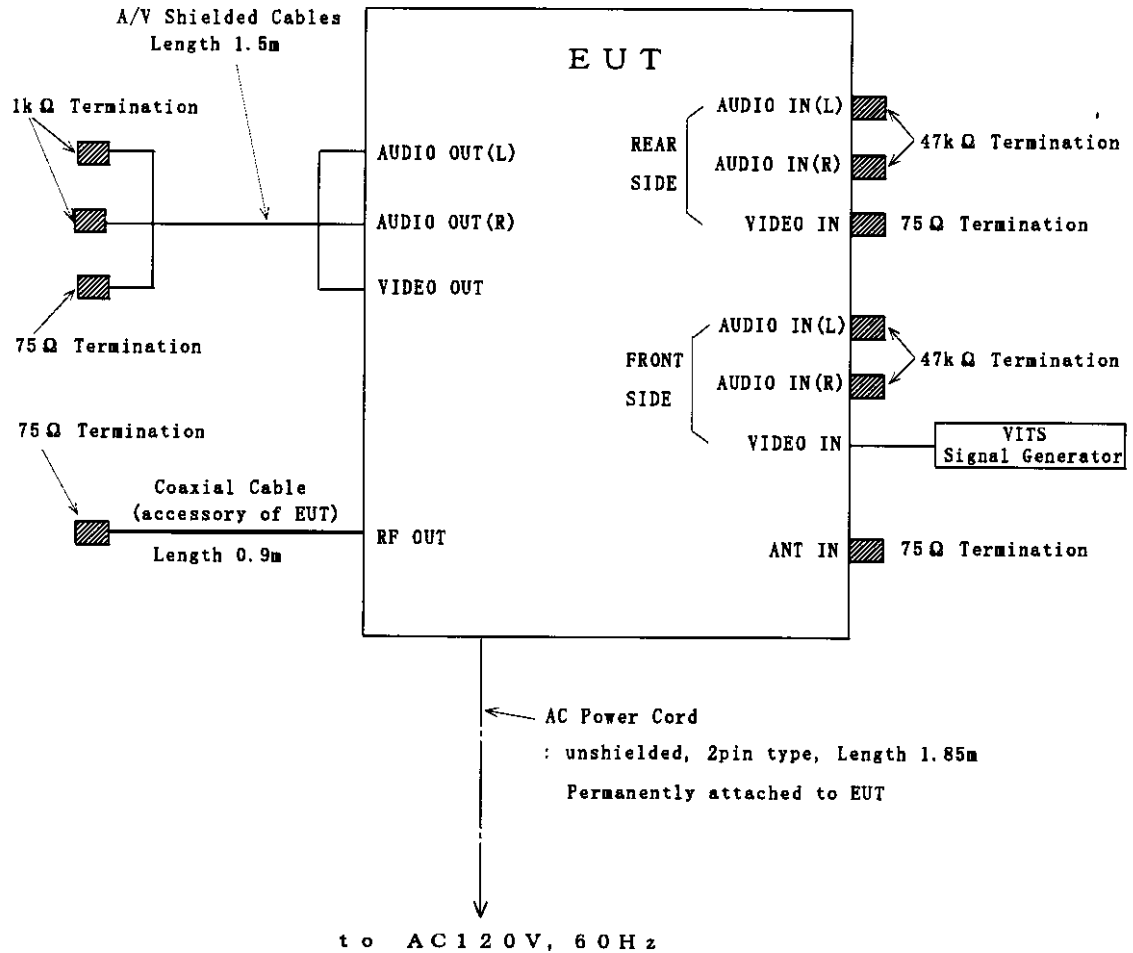 A/V Shielded Cables
Length 1.5m
EUT
1kΩ Termination
AUDIO OUT(L)
AUDIO OUT(R)
VIDEO OUT
75Ω Termination
75Ω Termination
Coaxial Cable
(accessory of EUT)
Length 0.9m
RF OUT
REAR
SIDE
AUDIO IN(L)
AUDIO IN(R)
VIDEO IN
47kΩ Termination
75Ω Termination
FRONT
SIDE
AUDIO IN(L)
AUDIO IN(R)
VIDEO IN
47kΩ Termination
VITS
Signal Generator
ANT IN
75Ω Termination
AC Power Cord
: unshielded, 2pin type, Length 1.85m
Permanently attached to EUT
to AC120V, 60Hz